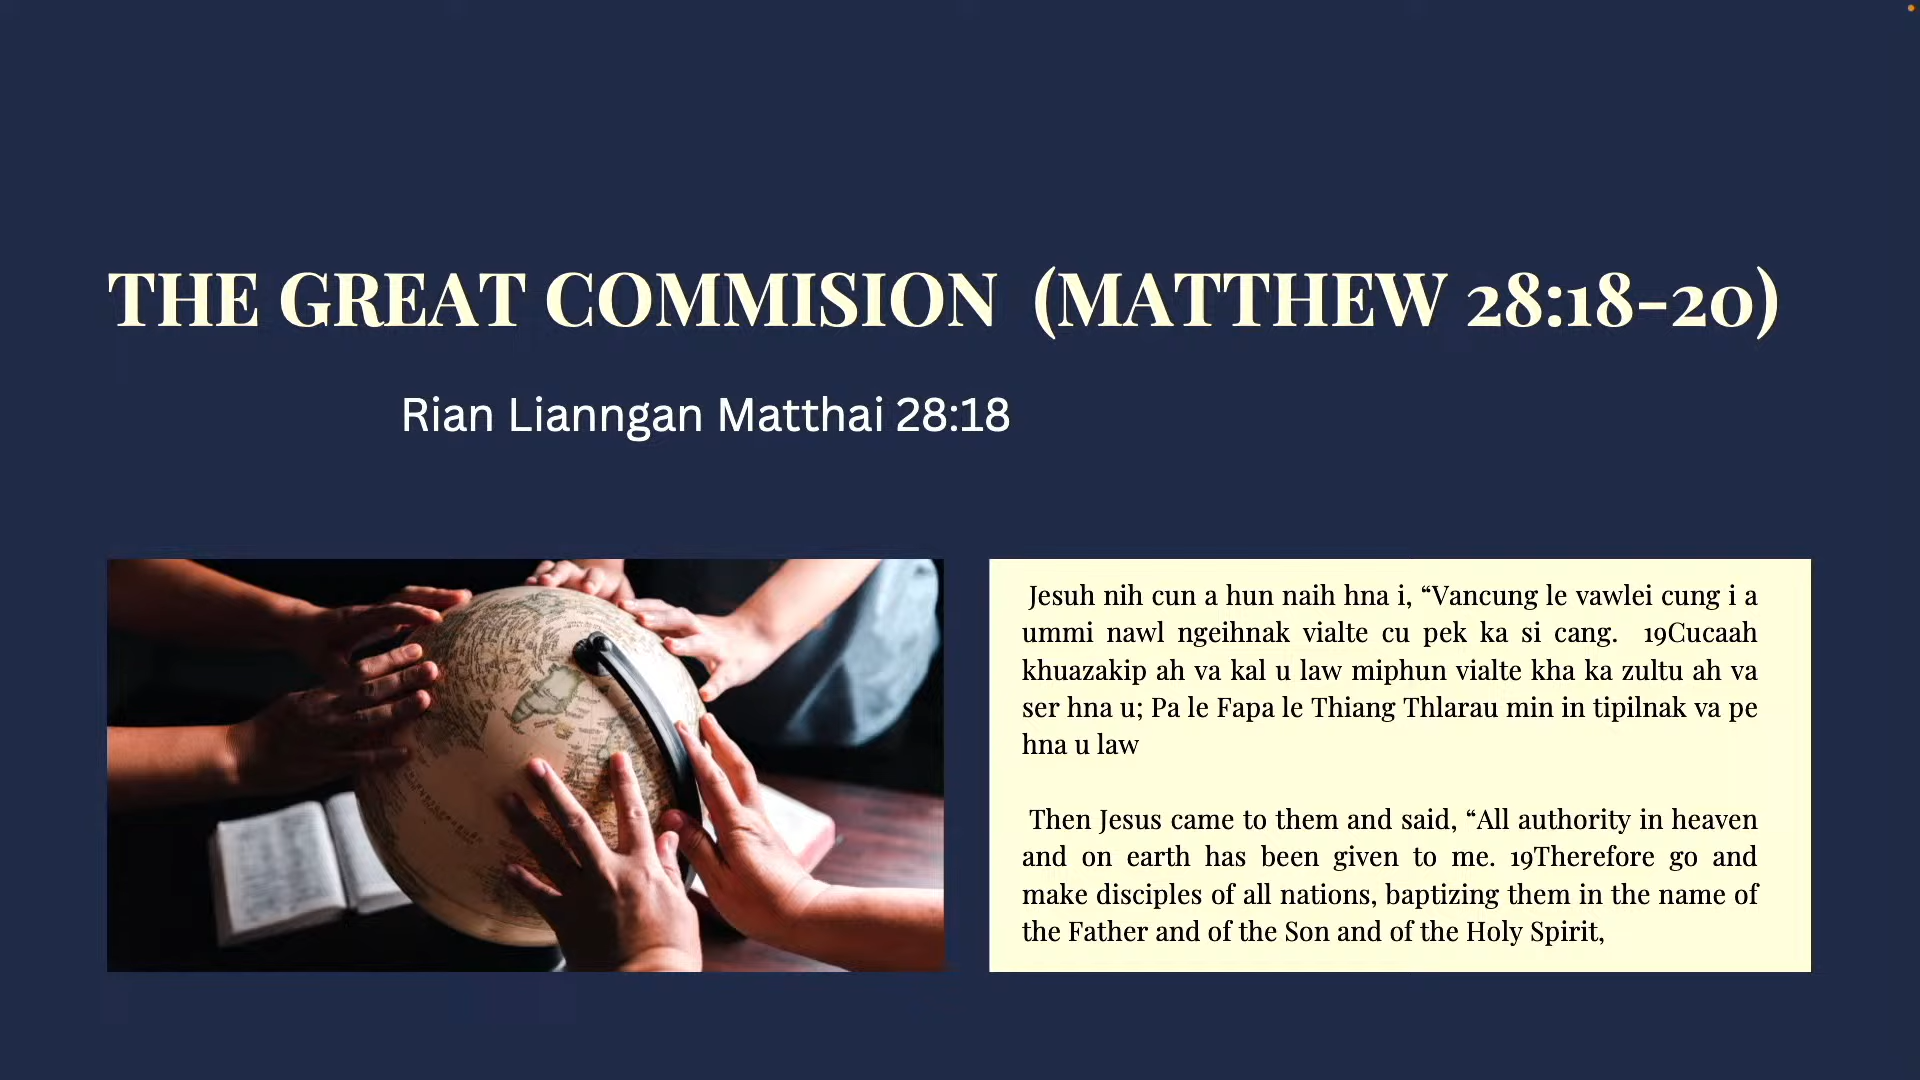 THE GREAT COMMISION (MATTHEW 28:18-20)
Rian Lianngan Matthai 28:18
Jesuh nih cun a hun naih hna i, “Vancung le vawlei cung i a
ummi nawl ngeihnak vialte cu pek ka si cang. 19Cucaah
khuazakip ah va kal u law miphun vialte kha ka zultu ah va
ser hna u; Pa le Fapa le Thiang Thlarau min in tipilnak va pe
hna u law
Then Jesus came to them and said, “All authority in heaven
and on earth has been given to me. 19Therefore go and
make disciples of all nations, baptizing them in the name of
the Father and of the Son and of the Holy Spirit,